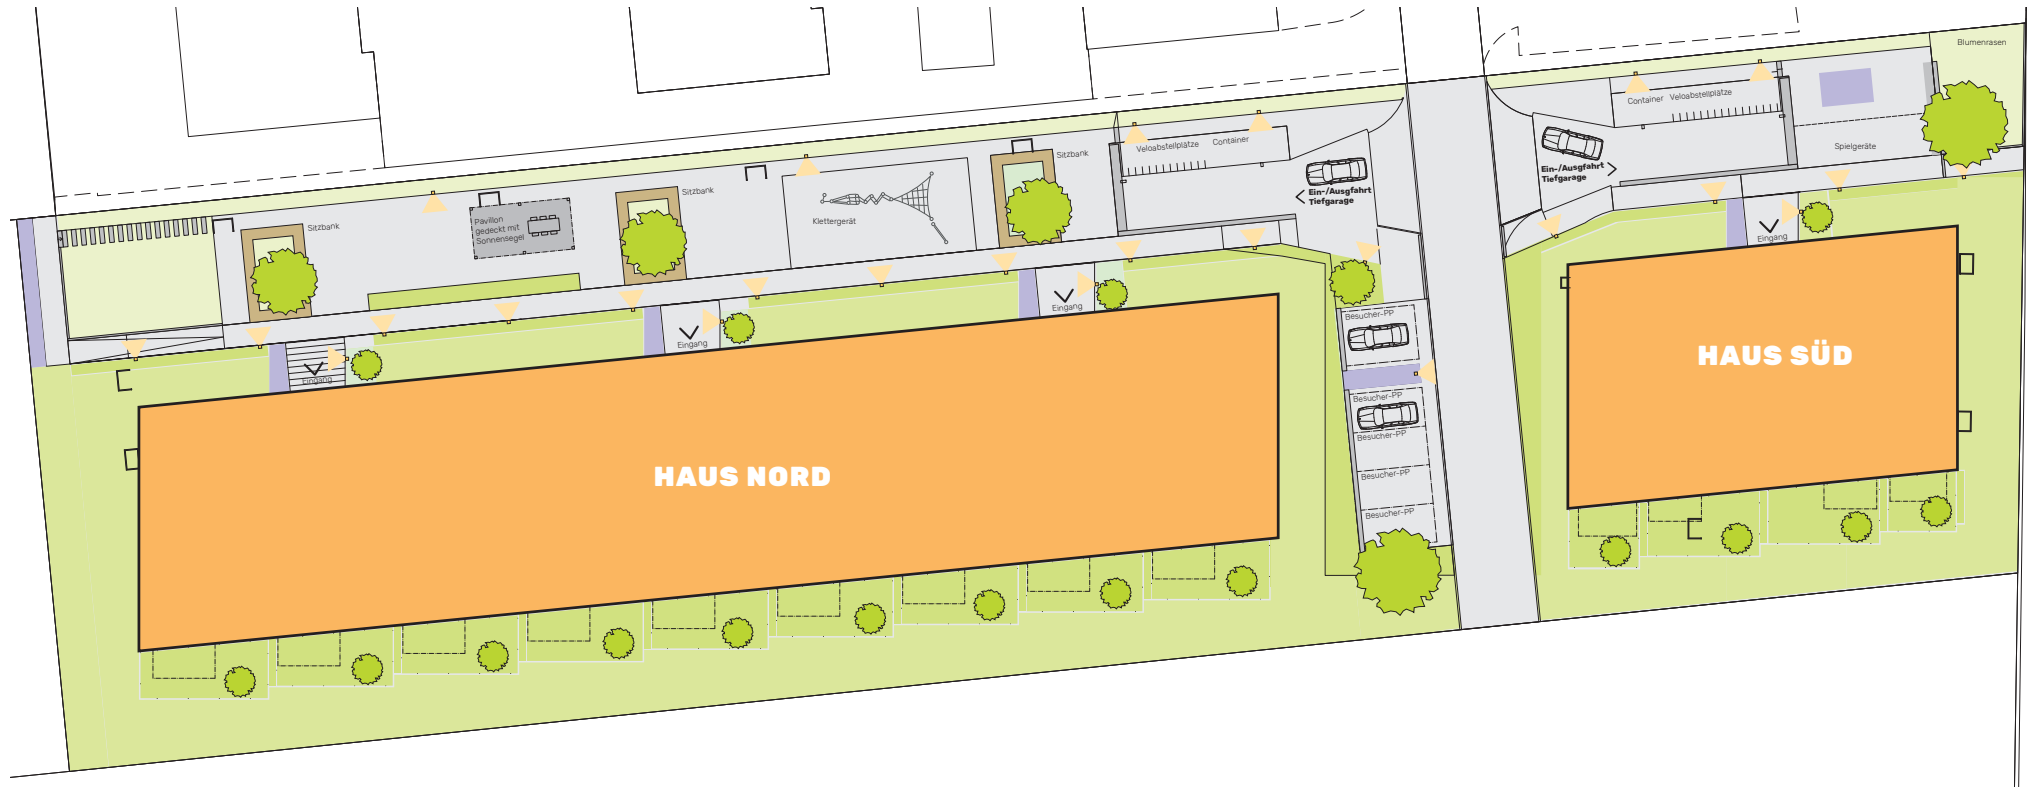 Blumenrasen
Container Veloabstellplätze
Spielgeräte
Ein-/Ausfahrt
Tiefgarage
Eingang
Veloabstellplätze Container
Sitzbank
Ein-/Ausgfahrt
Tiefgarage
Klettergerät
Sitzbank
Pavillon
gedeckt mit
Sonnensegel
Sitzbank
Eingang
Eingang
Eingang
Besucher-PP
Besucher-PP
Besucher-PP
Besucher-PP
Besucher-PP
HAUS SÜD
HAUS NORD